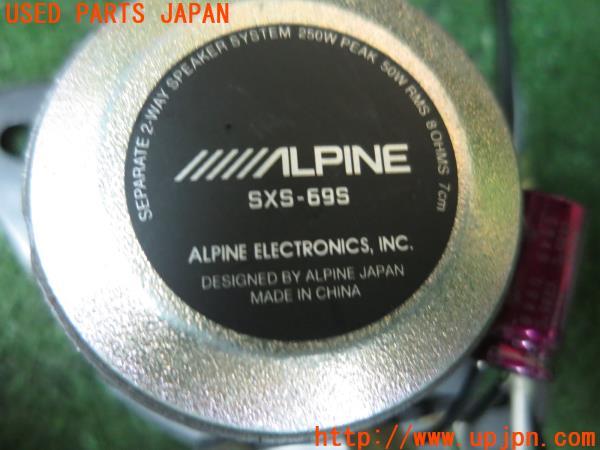 USED PARTS JAPAN
SEPARATE 2-WAY SPEAKER SYSTEM 250W PEAK 50W RMS 8 OHMS 7cm
ALPINE
SXS-69S
ALPINE ELECTRONICS, INC.
DESIGNED BY ALPINE JAPAN
MADE IN CHINA
http://www.upjpn.com